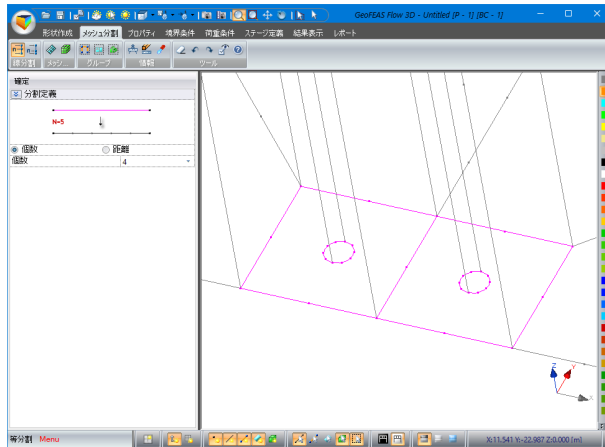 GeoFEAS Flow 3D - Untitled [P - 1] [BC - 1]
形状作成 メッシュ分割 プロパティ 境界条件 荷重条件 ステージ定義 結果表示 レポート
線分割 メッシュ... グループ 情報 ツール
確定
分割定義
N=5
個数 距離
個数 4
Z Y X
等分割 Menu X:11.541 Y:-22.987 Z:0.000 [m]